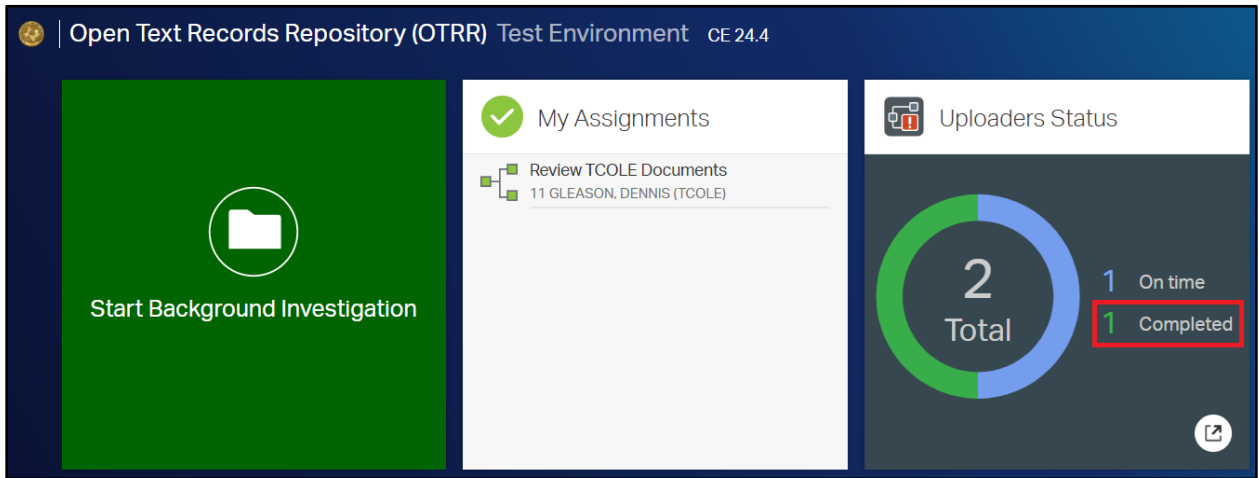 Open Text Records Repository (OTRR) Test Environment CE 24.4
Start Background Investigation
My Assignments
Review TCOLE Documents
11 GLEASON, DENNIS (TCOLE)
Uploaders Status
2
Total
1 On time
1 Completed